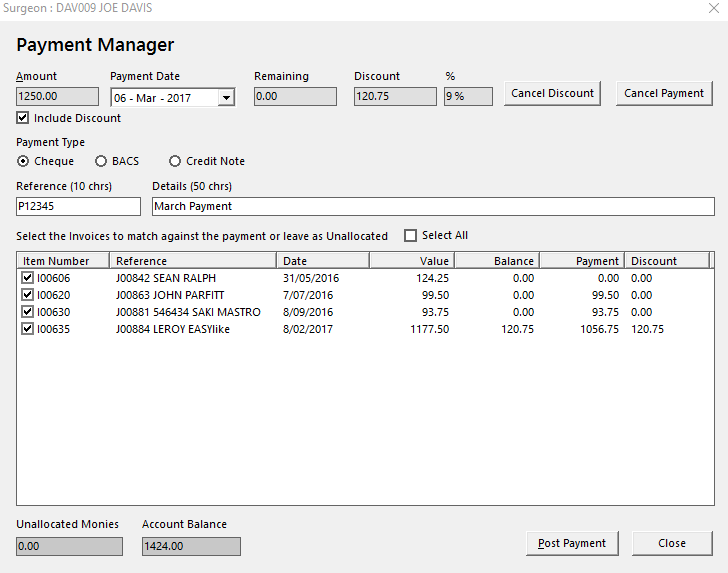 Surgeon : DAV009 JOE DAVIS
Payment Manager
Amount Payment Date Remaining Discount %
1250.00 06 - Mar - 2017 0.00 120.75 9 % Cancel Discount Cancel Payment
Include Discount
Payment Type
Cheque BACS Credit Note
Reference (10 chrs) Details (50 chrs)
P12345 March Payment
Select the Invoices to match against the payment or leave as Unallocated Select All
Item Number Reference Date Value Balance Payment Discount
I00606 J00842 SEAN RALPH 31/05/2016 124.25 0.00 0.00 0.00
I00620 J00863 JOHN PARFITT 7/07/2016 99.50 0.00 99.50 0.00
I00630 J00881 546434 SAKI MASTRO 8/09/2016 93.75 0.00 93.75 0.00
I00635 J00884 LEROY EASYlike 8/02/2017 1177.50 120.75 1056.75 120.75
Unallocated Monies Account Balance
0.00 1424.00 Post Payment Close